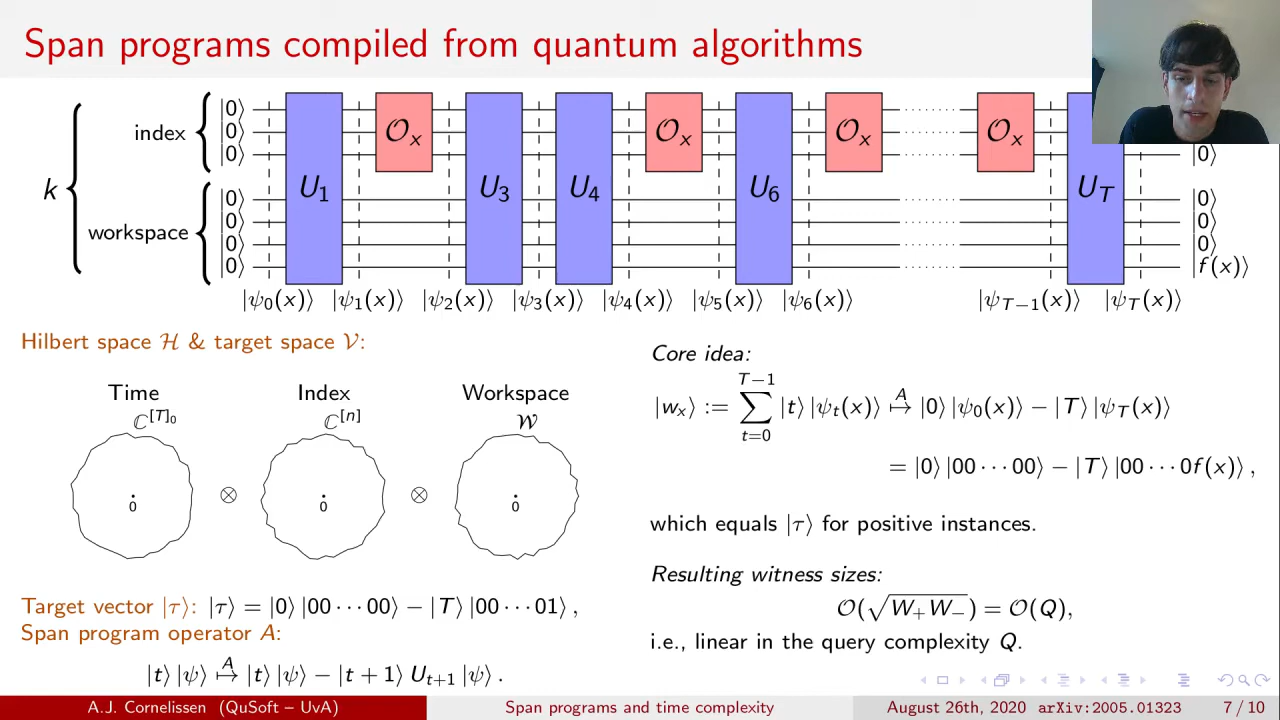 Span programs compiled from quantum algorithms
k
index
workspace
|0⟩ |0⟩ |0⟩ |0⟩ |0⟩ |0⟩ |0⟩
U₁ 𝒪ₓ U₃ U₄ 𝒪ₓ U₆ 𝒪ₓ ······· 𝒪ₓ U_T
|0⟩ |0⟩ |0⟩ |0⟩ |f(x)⟩
|ψ₀(x)⟩ |ψ₁(x)⟩ |ψ₂(x)⟩ |ψ₃(x)⟩ |ψ₄(x)⟩ |ψ₅(x)⟩ |ψ₆(x)⟩ |ψ_{T−1}(x)⟩ |ψ_T(x)⟩
Hilbert space ℋ & target space 𝒱:
Time Index Workspace
ℂ^{[T]₀} ℂ^{[n]} 𝒲
0 ⊗ 0 ⊗ 0
Target vector |τ⟩: |τ⟩ = |0⟩ |00···00⟩ − |T⟩ |00···01⟩ ,
Span program operator A:
|t⟩ |ψ⟩ ↦^A |t⟩ |ψ⟩ − |t + 1⟩ U_{t+1} |ψ⟩ .
Core idea:
|wₓ⟩ := ∑_{t=0}^{T−1} |t⟩ |ψ_t(x)⟩ ↦^A |0⟩ |ψ₀(x)⟩ − |T⟩ |ψ_T(x)⟩
= |0⟩ |00···00⟩ − |T⟩ |00···0f(x)⟩ ,
which equals |τ⟩ for positive instances.
Resulting witness sizes:
𝒪(√(W₊W₋)) = 𝒪(Q),
i.e., linear in the query complexity Q.
A.J. Cornelissen (QuSoft – UvA) Span programs and time complexity August 26th, 2020 arXiv:2005.01323 7 / 10